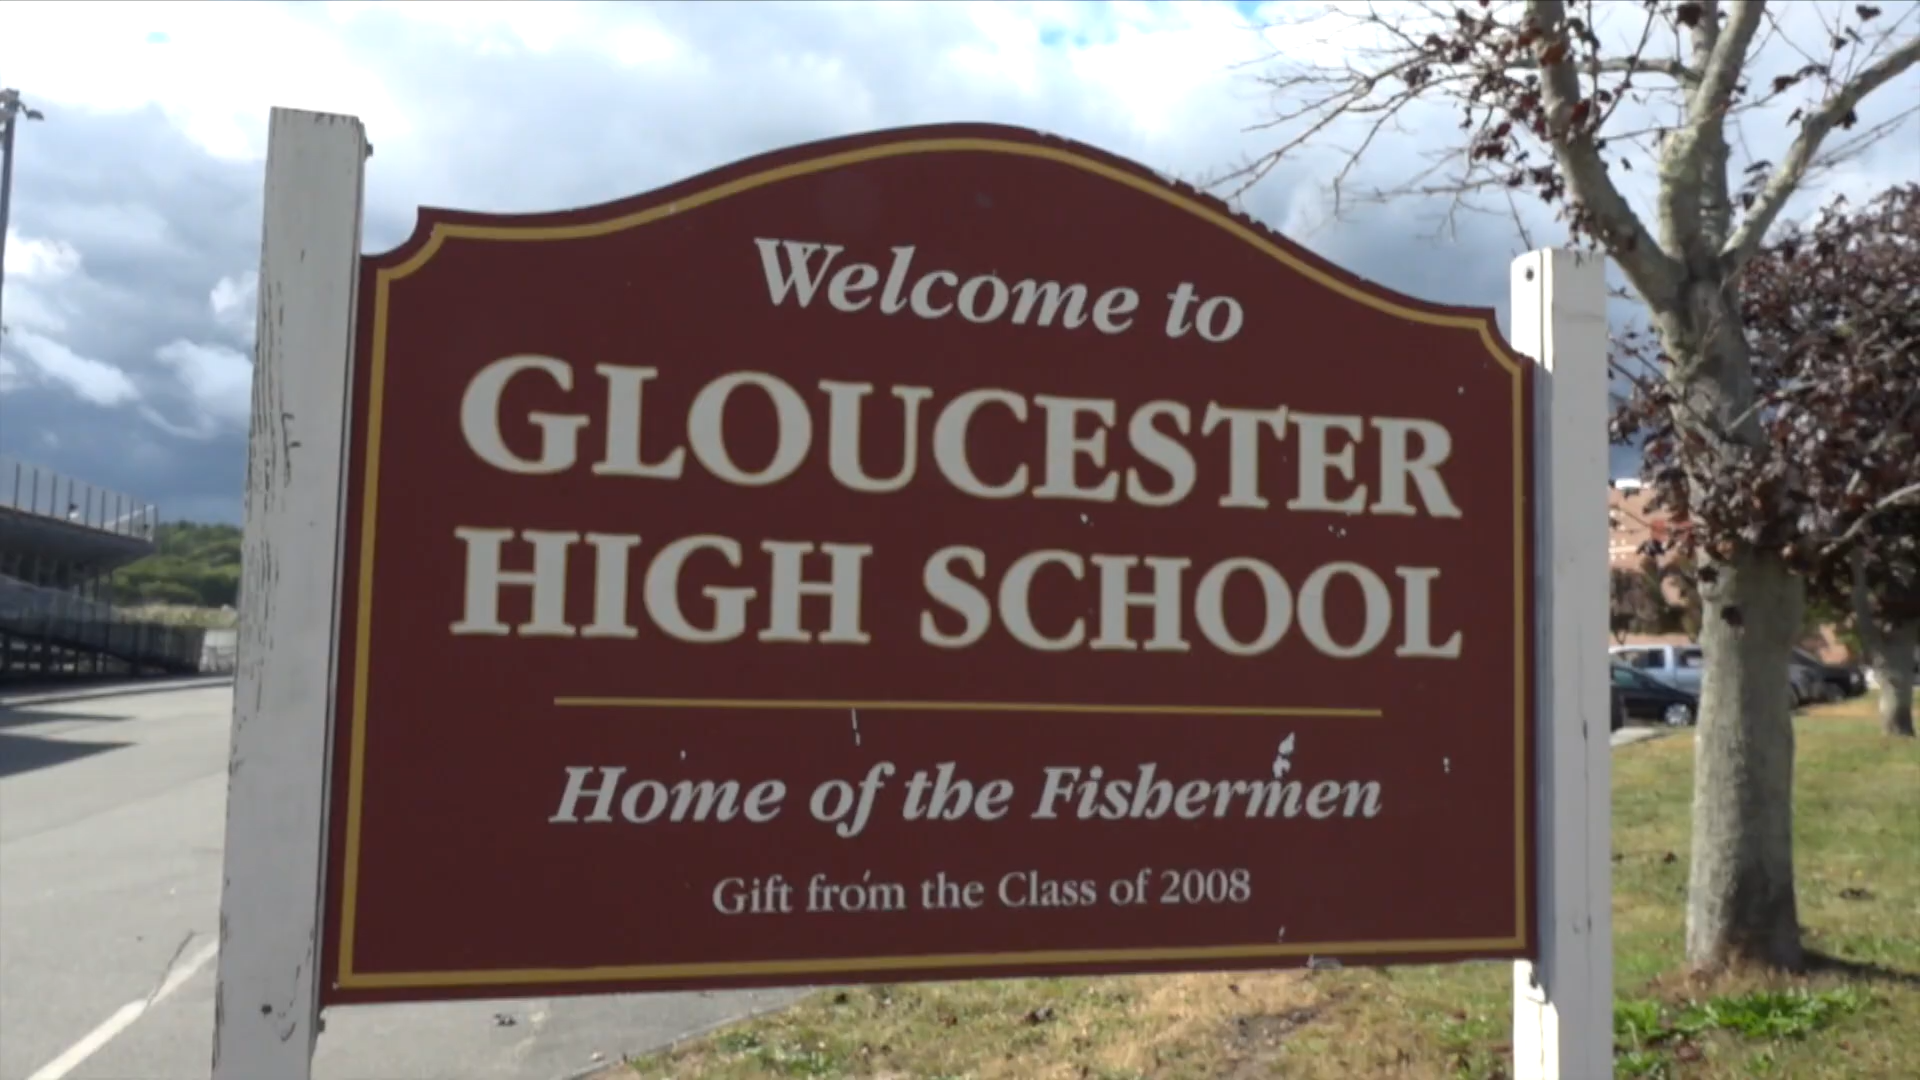 Welcome to
GLOUCESTER
HIGH SCHOOL
Home of the Fishermen
Gift from the Class of 2008